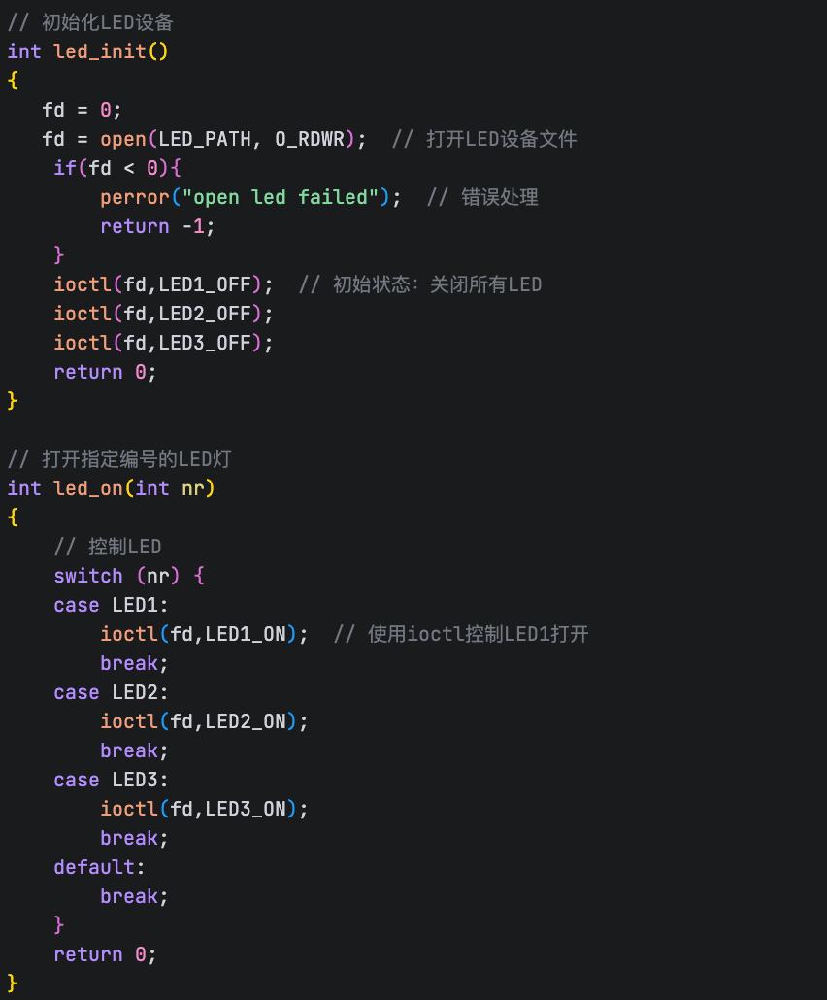 // 初始化LED设备
int led_init()
{
   fd = 0;
   fd = open(LED_PATH, O_RDWR);  // 打开LED设备文件
    if(fd < 0){
        perror("open led failed");  // 错误处理
        return -1;
    }
    ioctl(fd,LED1_OFF);  // 初始状态：关闭所有LED
    ioctl(fd,LED2_OFF);
    ioctl(fd,LED3_OFF);
    return 0;
}

// 打开指定编号的LED灯
int led_on(int nr)
{
    // 控制LED
    switch (nr) {
    case LED1:
        ioctl(fd,LED1_ON);  // 使用ioctl控制LED1打开
        break;
    case LED2:
        ioctl(fd,LED2_ON);
        break;
    case LED3:
        ioctl(fd,LED3_ON);
        break;
    default:
        break;
    }
    return 0;
}